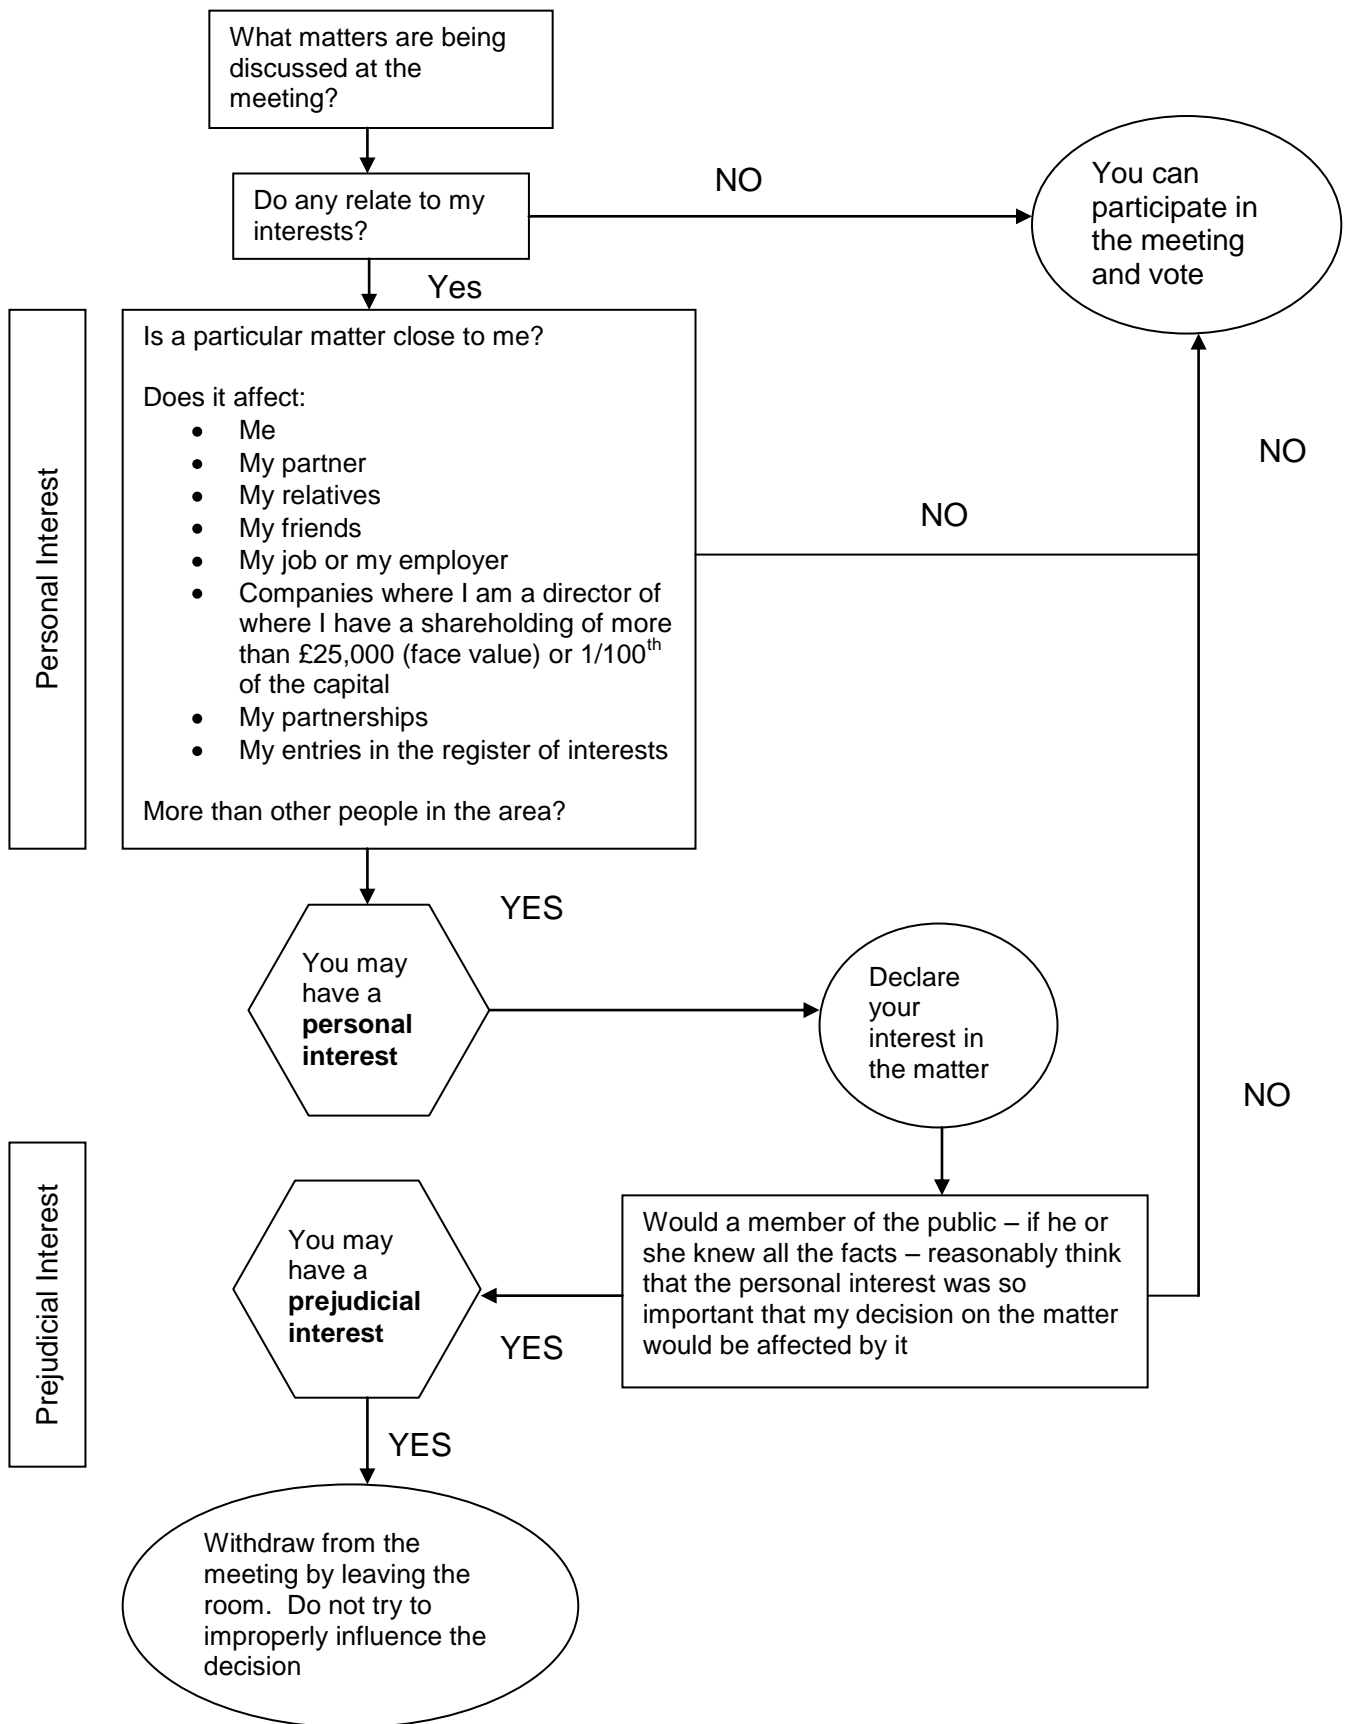 What matters are being
discussed at the
meeting?
Do any relate to my
interests?
NO
You can
participate in
the meeting
and vote
Yes
Personal Interest
Is a particular matter close to me?
Does it affect:
• Me
• My partner
• My relatives
• My friends
• My job or my employer
• Companies where I am a director of
where I have a shareholding of more
than £25,000 (face value) or 1/100th
of the capital
• My partnerships
• My entries in the register of interests
More than other people in the area?
NO
NO
YES
You may
have a
personal
interest
Declare
your
interest in
the matter
NO
Prejudicial Interest
Would a member of the public – if he or
she knew all the facts – reasonably think
that the personal interest was so
important that my decision on the matter
would be affected by it
YES
You may
have a
prejudicial
interest
YES
Withdraw from the
meeting by leaving the
room.  Do not try to
improperly influence the
decision